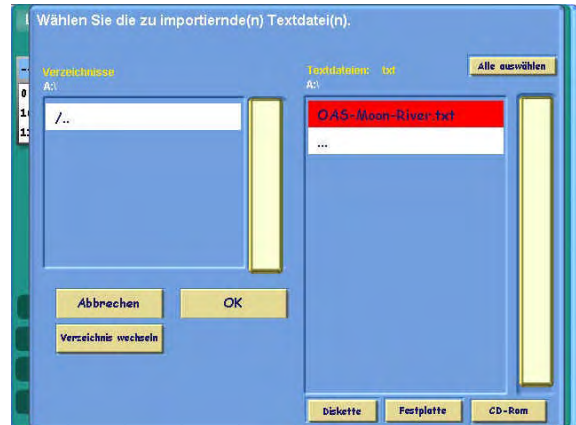 Wählen Sie die zu importiernde(n) Textdatei(n).
Verzeichnisse
A:\
/..
Textdateien: txt
A:\
Alle auswählen
OAS-Moon-River.txt
...
Abbrechen
OK
Verzeichnis wechseln
Diskette
Festplatte
CD-Rom